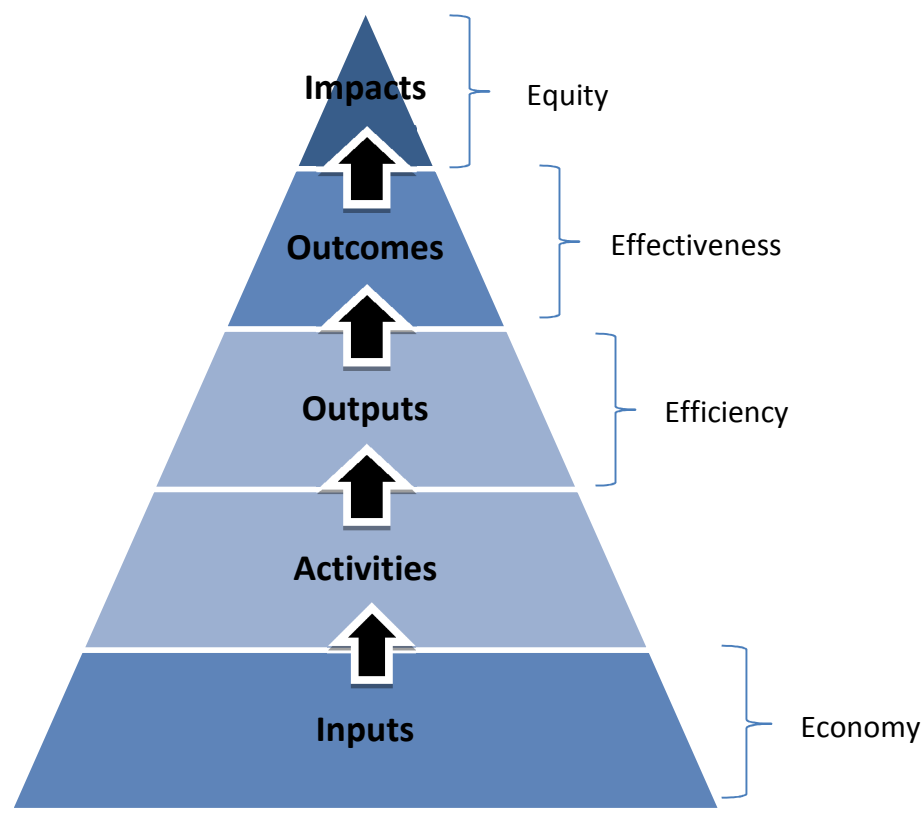 Impacts
Equity
Outcomes
Effectiveness
Outputs
Efficiency
Activities
Inputs
Economy